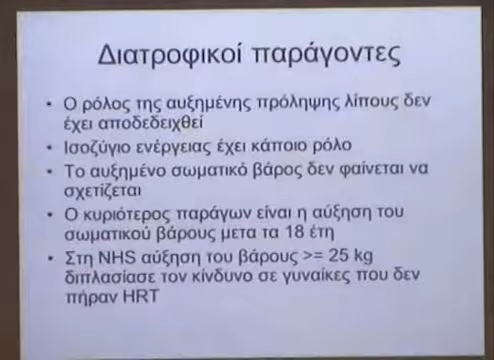 Διατροφικοί παράγοντες
• Ο ρόλος της αυξημένης πρόληψης λίπους δεν
έχει αποδεδειχθεί
• Ισοζύγιο ενέργειας έχει κάποιο ρόλο
• Το αυξημένο σωματικό βάρος δεν φαίνεται να
σχετίζεται
• Ο κυριότερος παράγων είναι η αύξηση του
σωματικού βάρους μετα τα 18 έτη
• Στη NHS αύξηση του βάρους >= 25 kg
διπλασίασε τον κίνδυνο σε γυναίκες που δεν
πήραν HRT